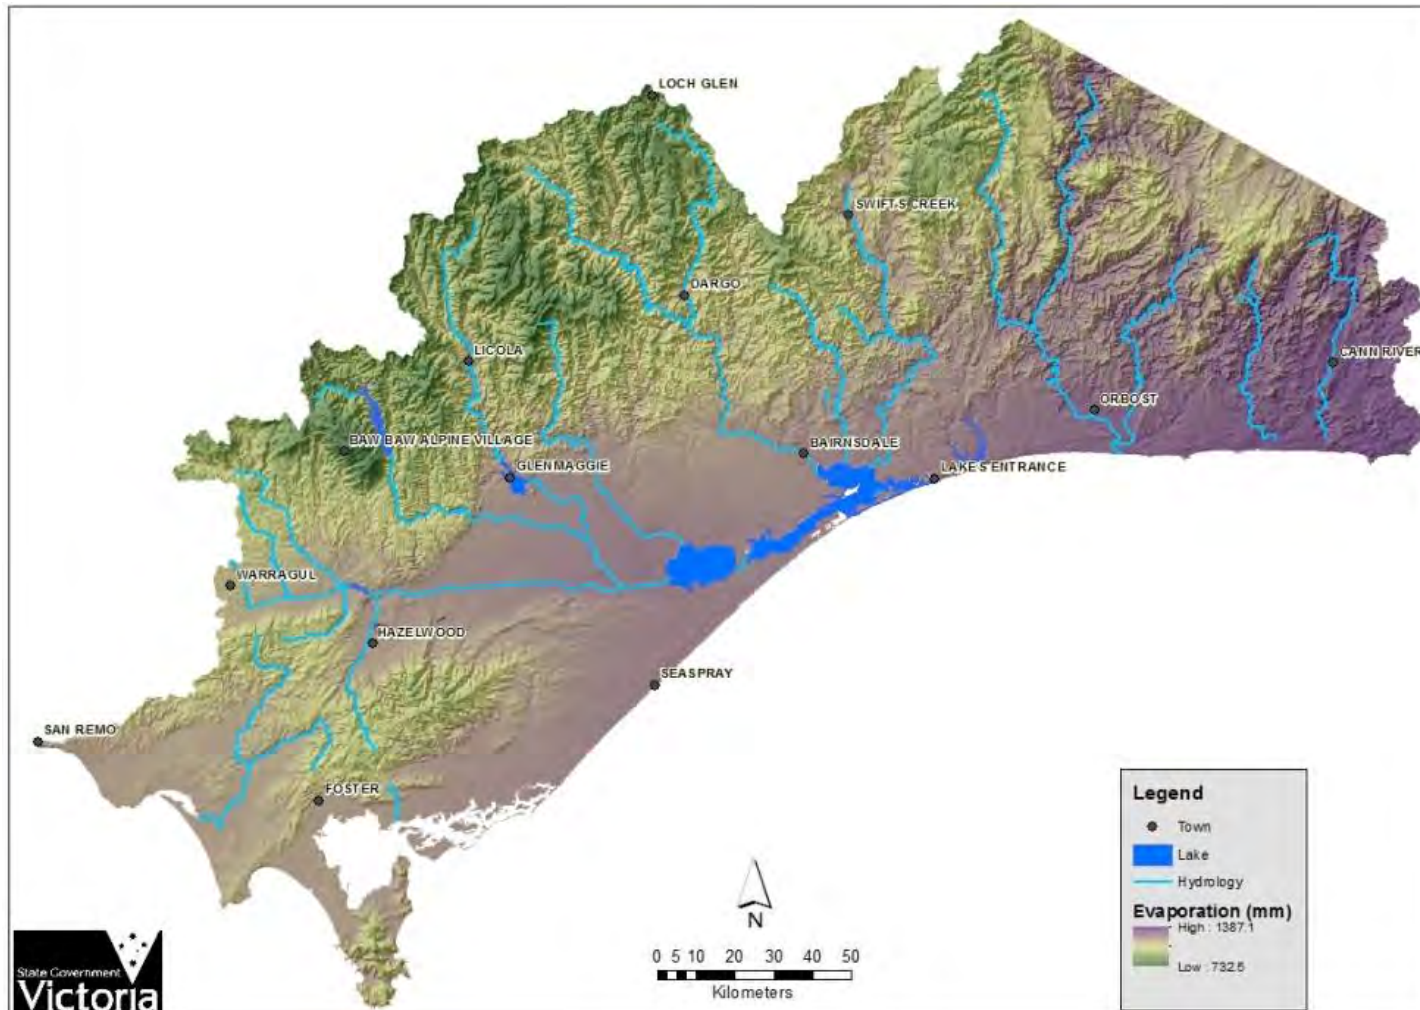 LOCH GLEN
SWIFTS CREEK
DARGO
LICOLA
CANN RIVER
ORBOST
BAW BAW ALPINE VILLAGE
BAIRNSDALE
GLENMAGGIE
LAKES ENTRANCE
WARRAGUL
HAZELWOOD
SEASPRAY
SAN REMO
FOSTER
Legend
Town
Lake
Hydrology
Evaporation (mm)
High : 1387.1
Low : 732.5
N
0 5 10 20 30 40 50
Kilometers
State Government
Victoria